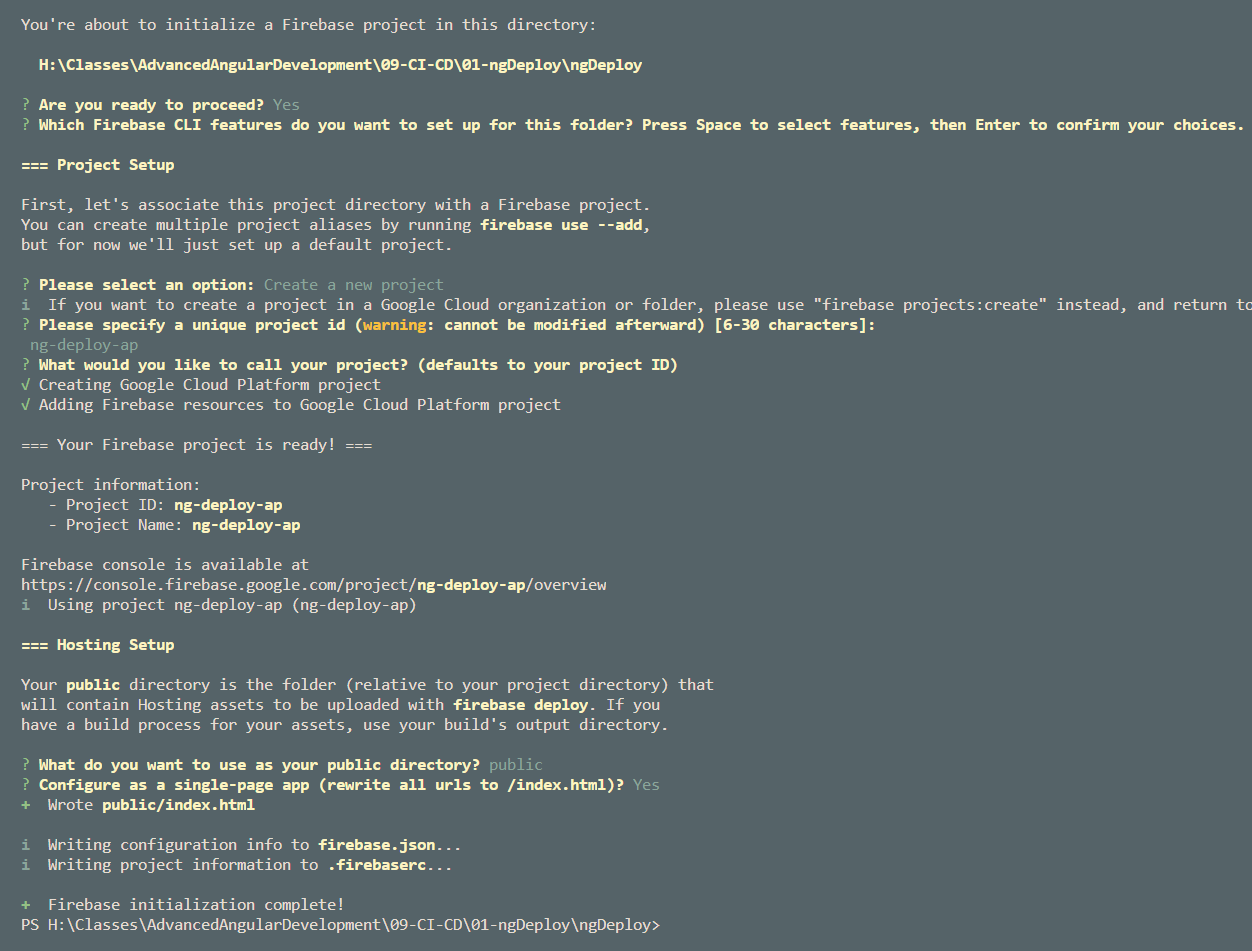 You're about to initialize a Firebase project in this directory:
H:\Classes\AdvancedAngularDevelopment\09-CI-CD\01-ngDeploy\ngDeploy
? Are you ready to proceed? Yes
? Which Firebase CLI features do you want to set up for this folder? Press Space to select features, then Enter to confirm your choices.
=== Project Setup
First, let's associate this project directory with a Firebase project.
You can create multiple project aliases by running firebase use --add,
but for now we'll just set up a default project.
? Please select an option: Create a new project
i  If you want to create a project in a Google Cloud organization or folder, please use "firebase projects:create" instead, and return to
? Please specify a unique project id (warning: cannot be modified afterward) [6-30 characters]:
ng-deploy-ap
? What would you like to call your project? (defaults to your project ID)
√ Creating Google Cloud Platform project
√ Adding Firebase resources to Google Cloud Platform project
=== Your Firebase project is ready! ===
Project information:
- Project ID: ng-deploy-ap
- Project Name: ng-deploy-ap
Firebase console is available at
https://console.firebase.google.com/project/ng-deploy-ap/overview
i  Using project ng-deploy-ap (ng-deploy-ap)
=== Hosting Setup
Your public directory is the folder (relative to your project directory) that
will contain Hosting assets to be uploaded with firebase deploy. If you
have a build process for your assets, use your build's output directory.
? What do you want to use as your public directory? public
? Configure as a single-page app (rewrite all urls to /index.html)? Yes
+  Wrote public/index.html
i  Writing configuration info to firebase.json...
i  Writing project information to .firebaserc...
+  Firebase initialization complete!
PS H:\Classes\AdvancedAngularDevelopment\09-CI-CD\01-ngDeploy\ngDeploy>